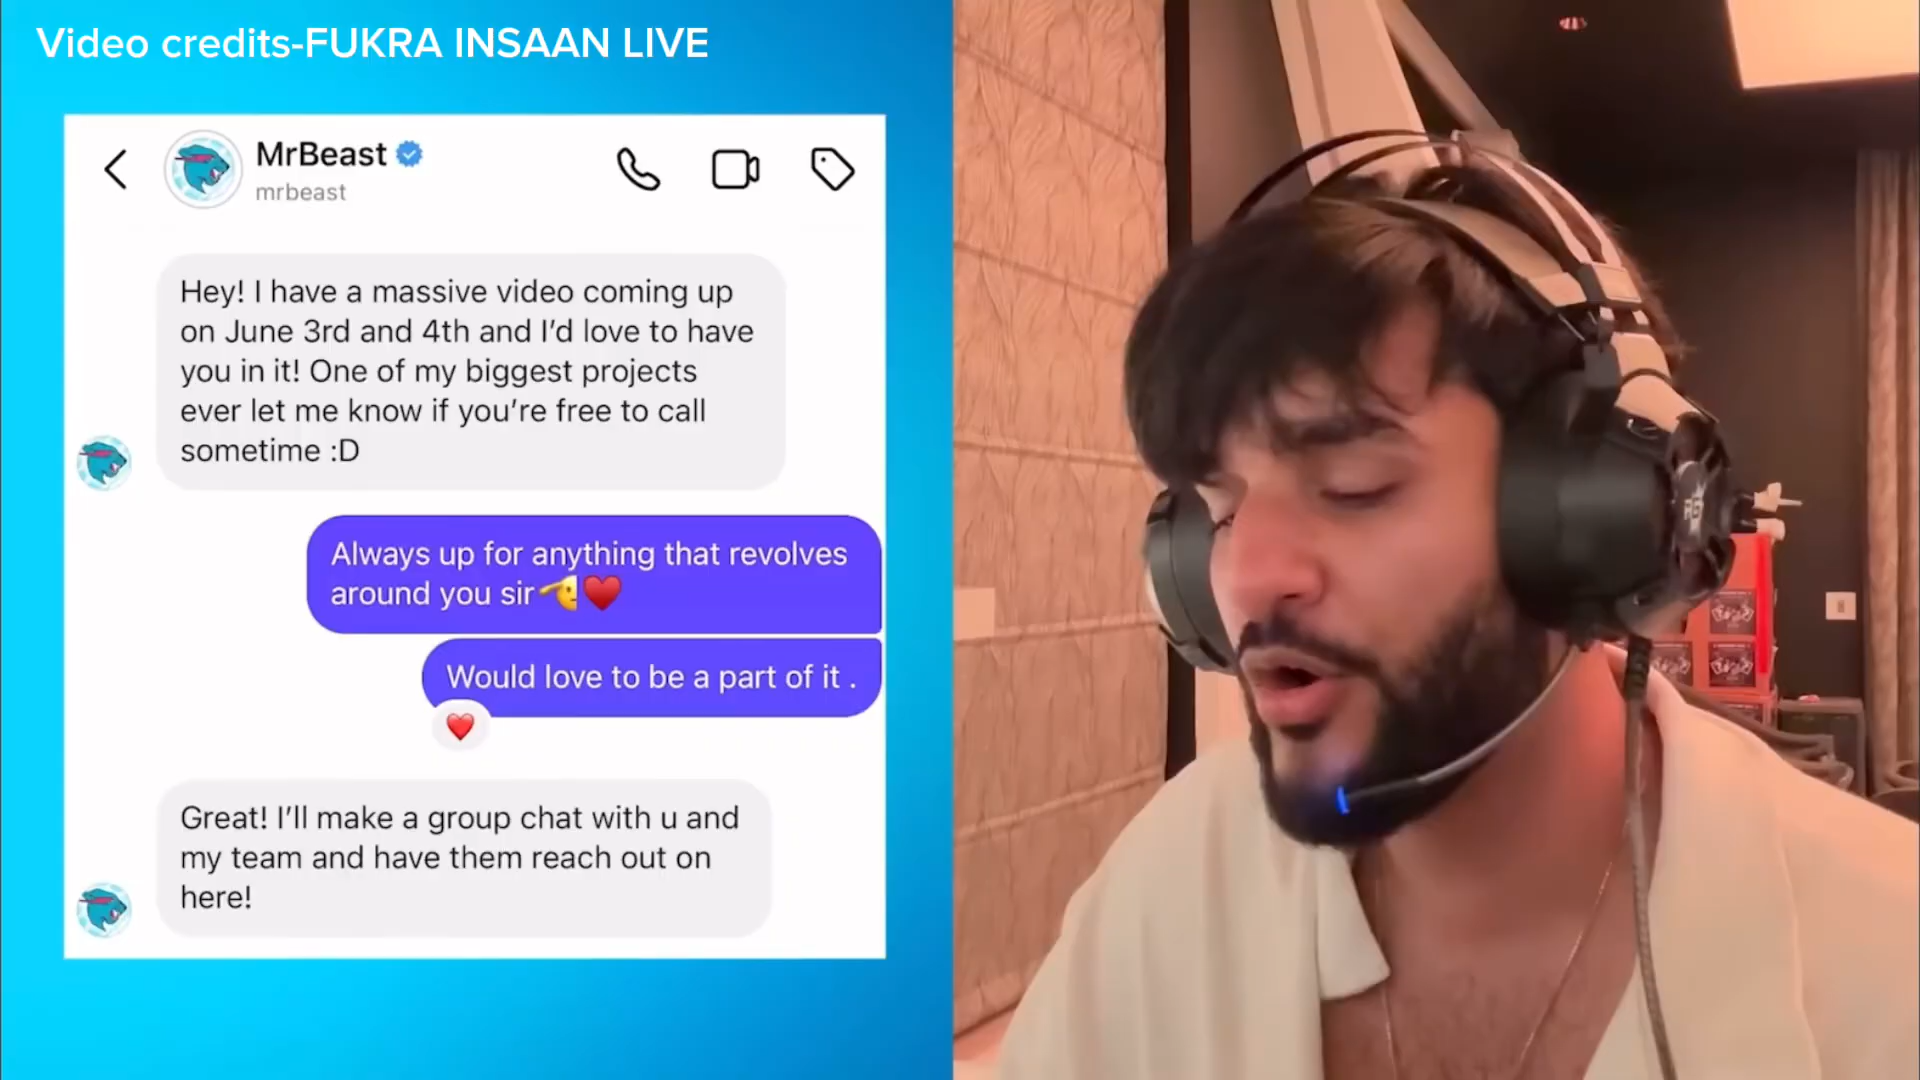 Video credits-FUKRA INSAAN LIVE
MrBeast
mrbeast
Hey! I have a massive video coming up
on June 3rd and 4th and I’d love to have
you in it! One of my biggest projects
ever let me know if you’re free to call
sometime :D
Always up for anything that revolves
around you sir🫡❤️
Would love to be a part of it .
❤️
Great! I’ll make a group chat with u and
my team and have them reach out on
here!